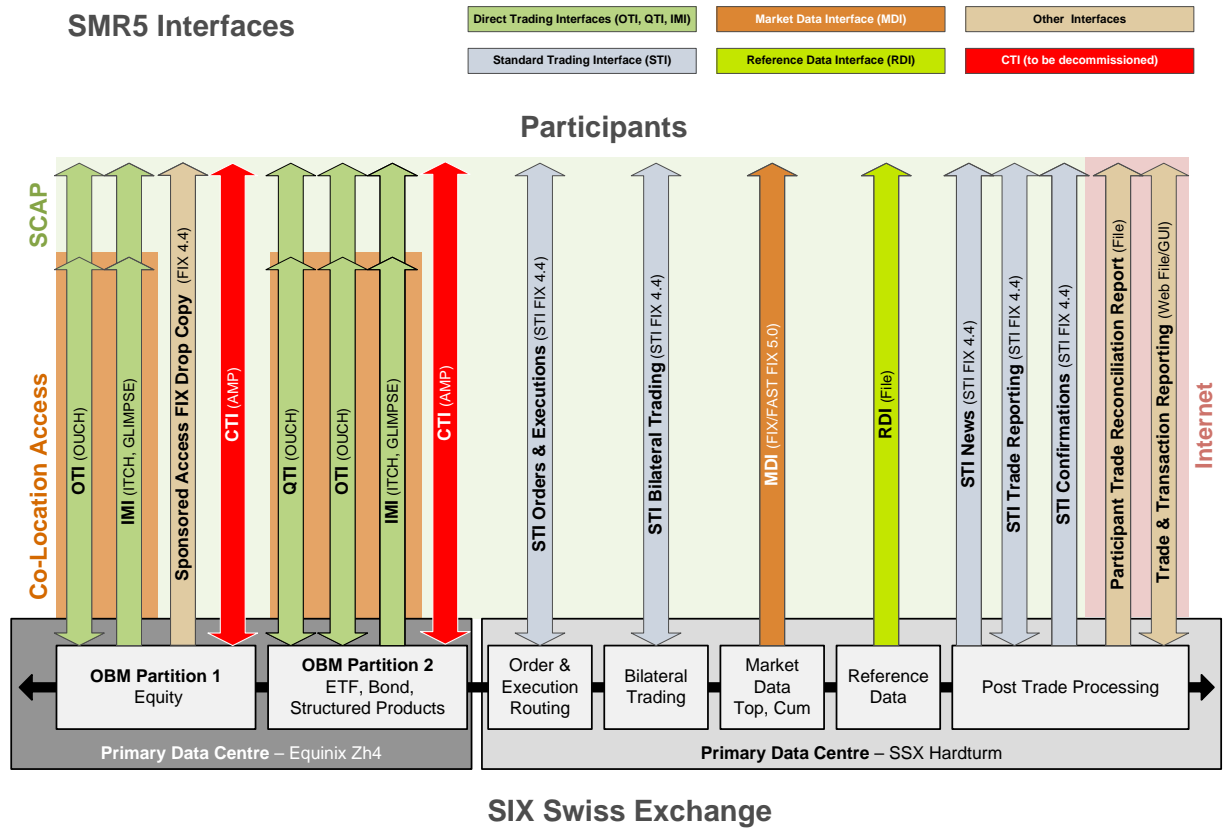 SMR5 Interfaces
Direct Trading Interfaces (OTI, QTI, IMI)
Market Data Interface (MDI)
Other Interfaces
Standard Trading Interface (STI)
Reference Data Interface (RDI)
CTI (to be decommissioned)
Participants
SCAP
Co-Location Access
OTI (OUCH)
IMI (ITCH, GLIMPSE)
Sponsored Access FIX Drop Copy (FIX 4.4)
CTI (AMP)
QTI (OUCH)
OTI (OUCH)
IMI (ITCH, GLIMPSE)
CTI (AMP)
STI Orders & Executions (STI FIX 4.4)
STI Bilateral Trading (STI FIX 4.4)
MDI (FIX/FAST FIX 5.0)
RDI (File)
STI News (STI FIX 4.4)
STI Trade Reporting (STI FIX 4.4)
STI Confirmations (STI FIX 4.4)
Participant Trade Reconciliation Report (File)
Trade & Transaction Reporting (Web File/GUI)
Internet
OBM Partition 1
Equity
OBM Partition 2
ETF, Bond,
Structured Products
Order &
Execution
Routing
Bilateral
Trading
Market
Data
Top, Cum
Reference
Data
Post Trade Processing
Primary Data Centre – Equinix Zh4
Primary Data Centre – SSX Hardturm
SIX Swiss Exchange